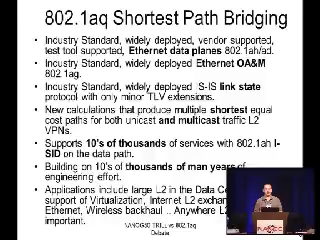 802.1aq Shortest Path Bridging
• Industry Standard, widely deployed, vendor supported,
test tool supported, Ethernet data planes 802.1ah/ad.
• Industry Standard, widely deployed Ethernet OA&M
802.1ag.
• Industry Standard, widely deployed IS-IS link state
protocol with only minor TLV extensions.
• New calculations that produce multiple shortest equal
cost paths for both unicast and multicast traffic L2
VPNs.
• Supports 10's of thousands of services with 802.1ah I-
SID on the data path.
• Building on 10's of thousands man years of
engineering effort.
• Applications include large L2 in the Data Ce
support of Virtualization, Internet L2 exchan
Ethernet, Wireless backhaul .. Anywhere L2
important.
NANOG50 TRILL vs 802.1aq
Debate